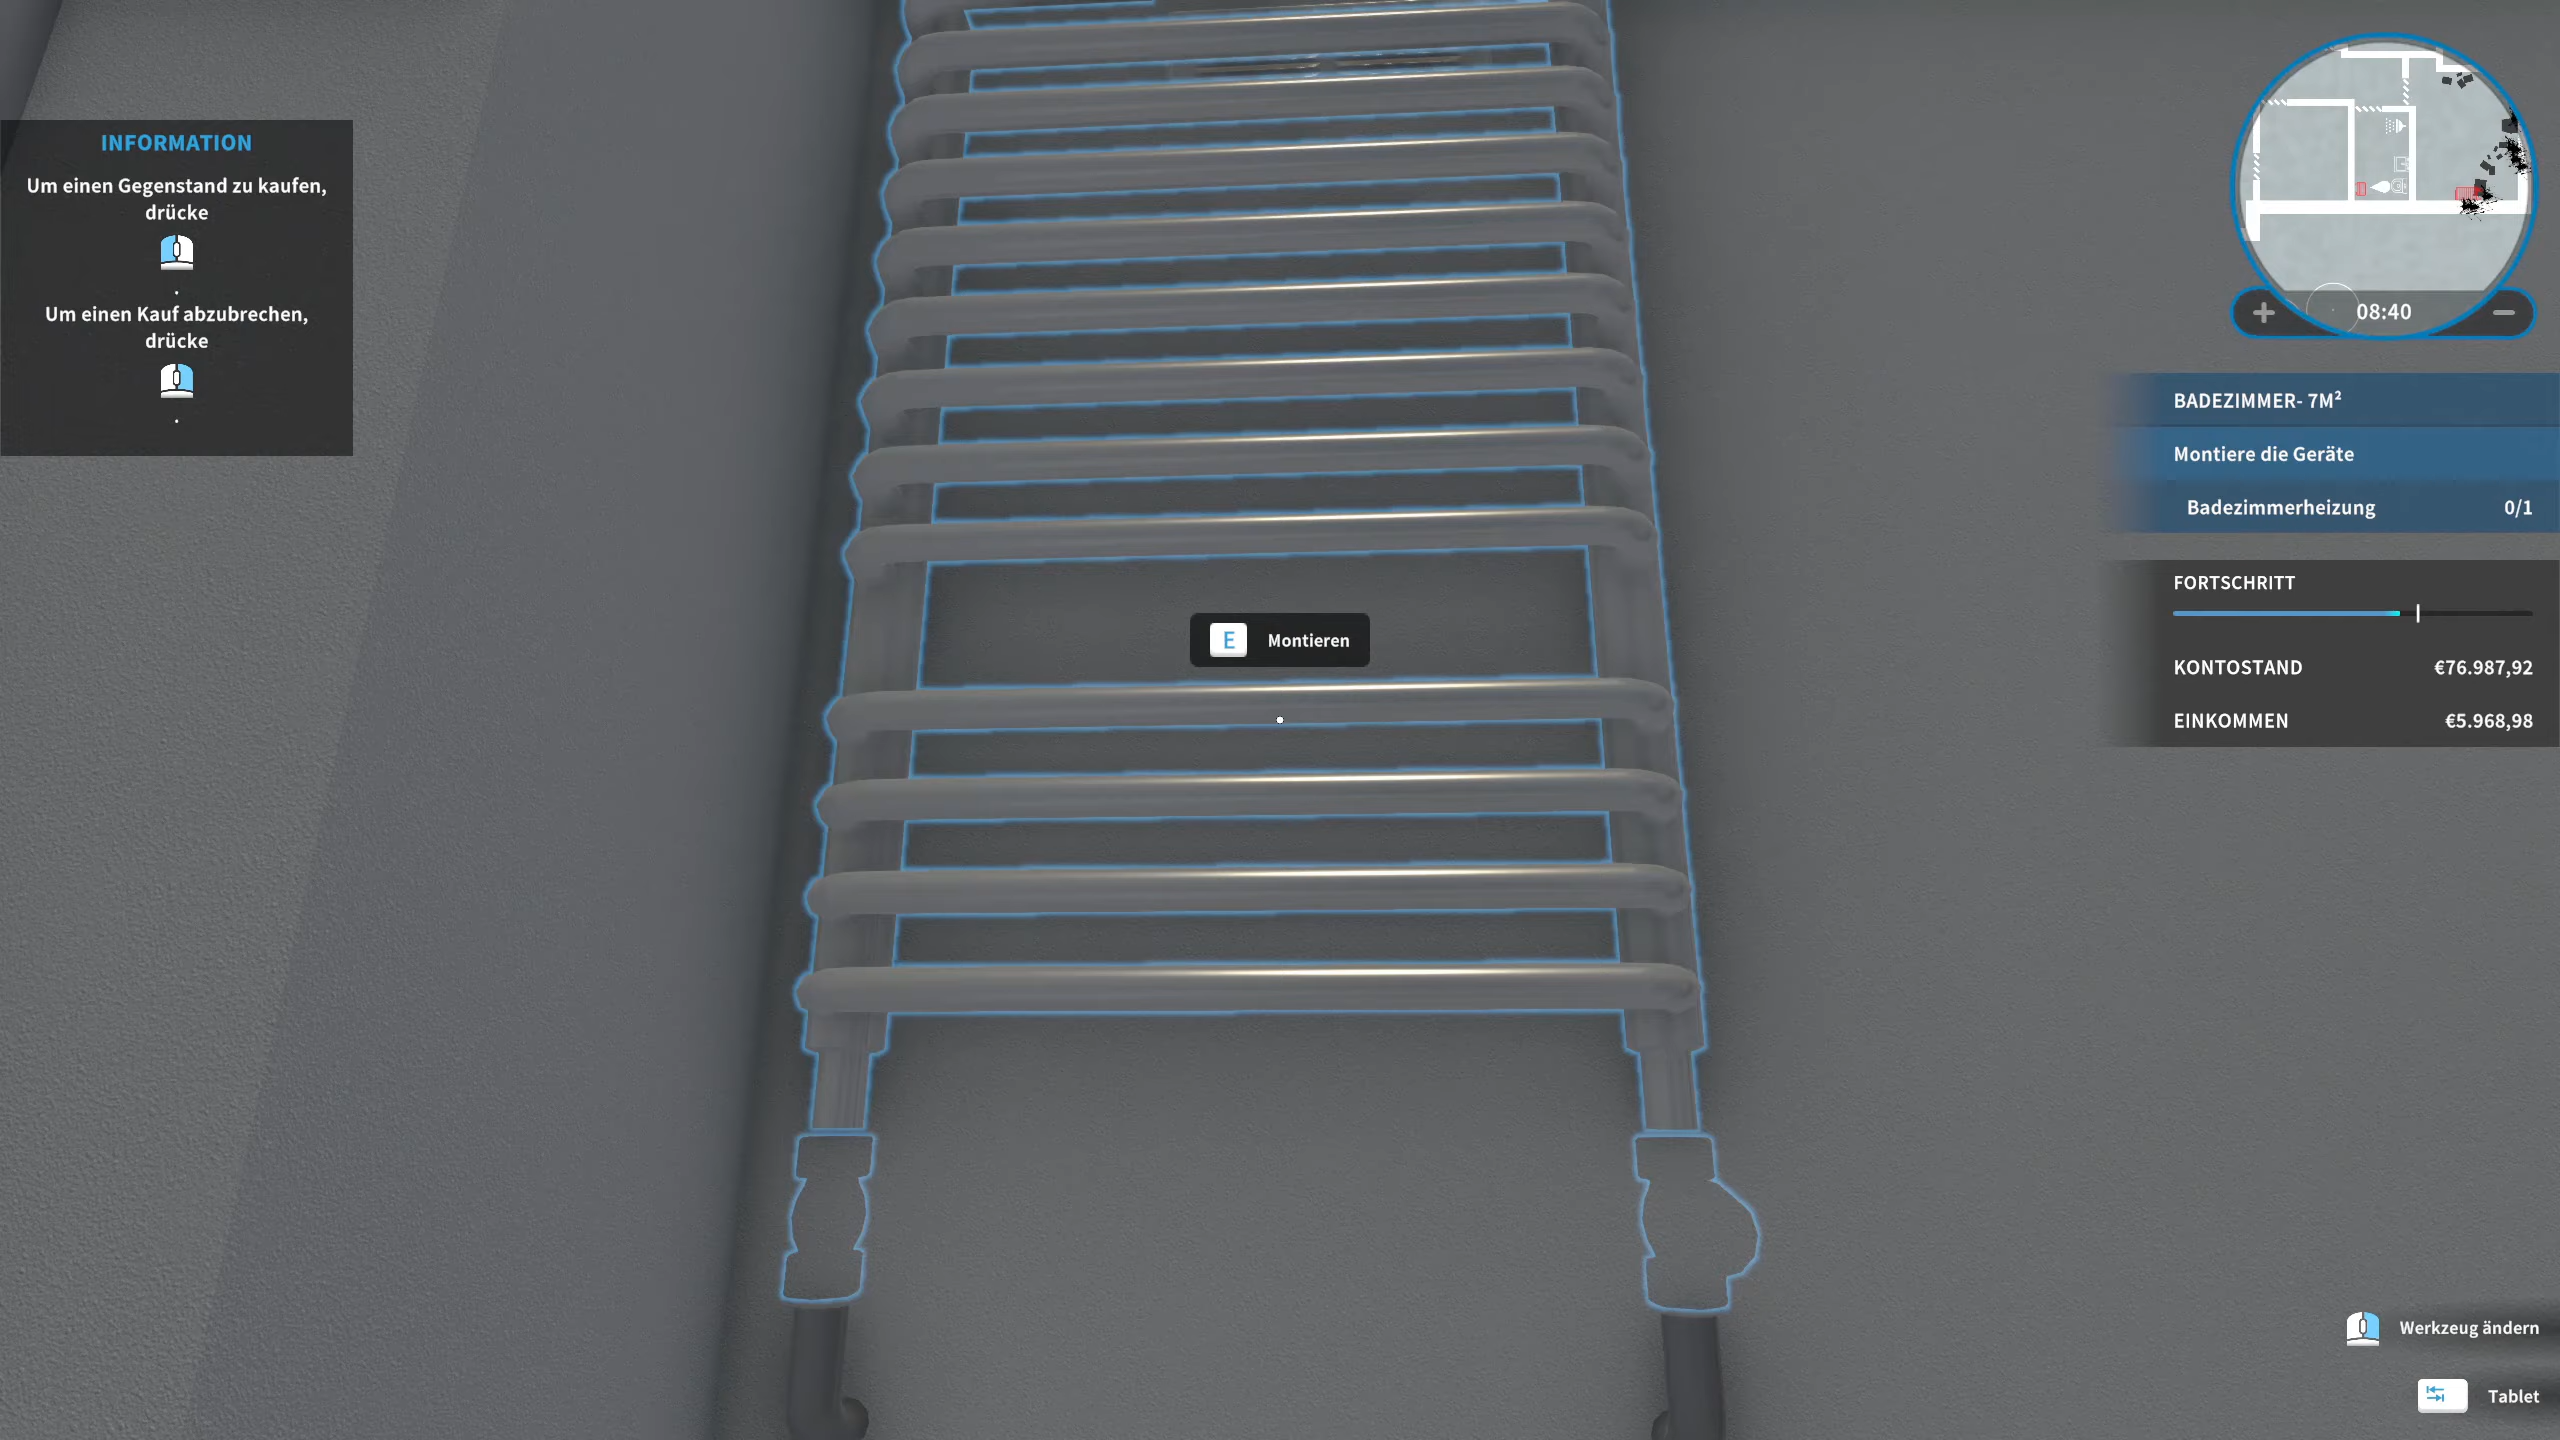 INFORMATION
Um einen Gegenstand zu kaufen,
drücke
.
Um einen Kauf abzubrechen,
drücke
.
E Montieren
08:40
BADEZIMMER- 7M²
Montiere die Geräte
Badezimmerheizung 0/1
FORTSCHRITT
KONTOSTAND €76.987,92
EINKOMMEN €5.968,98
Werkzeug ändern
Tablet